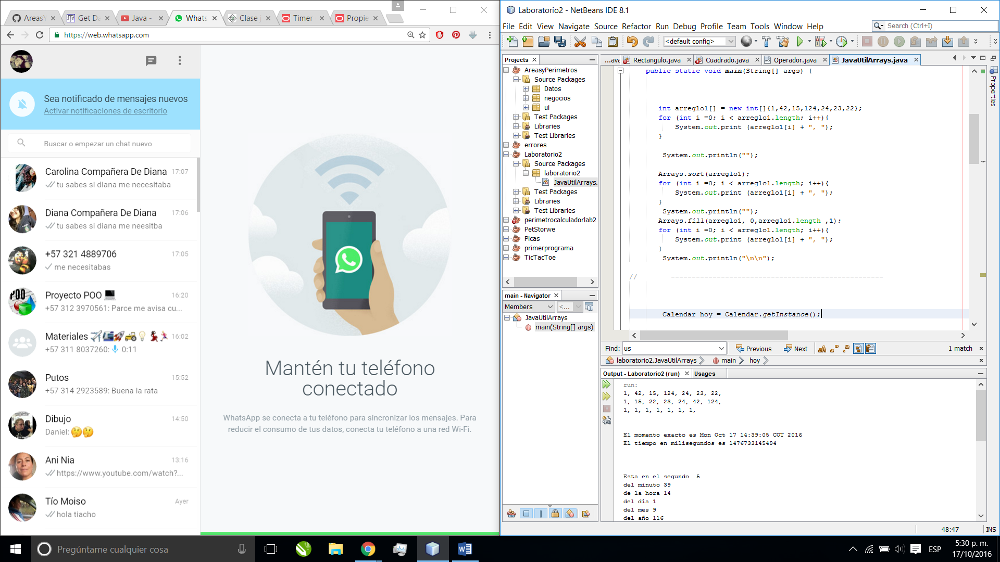 AreasY
Get Da
Java -
Whats
Clase j
Timer
Propie
https://web.whatsapp.com
Sea notificado de mensajes nuevos
Activar notificaciones de escritorio
Buscar o empezar un chat nuevo
Carolina Compañera De Diana 17:07
tu sabes si diana me necesitaba
Diana Compañera De Diana 17:06
tu sabes si diana me neesitba
+57 321 4889706 17:05
me necesitabas
POO
Proyecto POO 💻 16:20
+57 312 3970561: Parce me avisa cu...
Materiales 16:02
+57 311 8037260: 0:11
Putos 15:52
+57 314 2923589: Buena la rata
Dibujo 14:50
Daniel: 🤔🤔
Ani Nia 13:16
https://www.youtube.com/watch?...
Tío Moiso Ayer
hola tiacho
Mantén tu teléfono
conectado
WhatsApp se conecta a tu teléfono para sincronizar los mensajes. Para
reducir el consumo de tus datos, conecta tu teléfono a una red Wi-Fi.
Laboratorio2 - NetBeans IDE 8.1
File Edit View Navigate Source Refactor Run Debug Profile Team Tools Window Help
Search (Ctrl+I)
<default config>
Projects
AreasyPerimetros
Source Packages
Datos
negocios
ui
Test Packages
Libraries
Test Libraries
errores
Laboratorio2
Source Packages
laboratorio2
JavaUtilArrays.
Test Packages
Libraries
Test Libraries
perimetrocalculadorlab2
PetStorwe
Picas
primerprograma
TicTacToe
main - Navigator
Members
<...
JavaUtilArrays
main(String[] args)
...ava
Rectangulo.java
Cuadrado.java
Operador.java
JavaUtilArrays.java
Properties
public static void main(String[] args) {
int arreglo1[] = new int[]{1,42,15,124,24,23,22};
for (int i =0; i < arreglo1.length; i++){
System.out.print (arreglo1[i] + ", ");
}
System.out.println("");
Arrays.sort(arreglo1);
for (int i =0; i < arreglo1.length; i++){
System.out.print (arreglo1[i] + ", ");
}
System.out.println("");
Arrays.fill(arreglo1, 0,arreglo1.length ,1);
for (int i =0; i < arreglo1.length; i++){
System.out.print (arreglo1[i] + ", ");
}
System.out.println("\n\n");
// ---------------------------------------------------
Calendar hoy = Calendar.getInstance();
Find: us Previous Next 1 match
laboratorio2.JavaUtilArrays main hoy
Output - Laboratorio2 (run) Usages
run:
1, 42, 15, 124, 24, 23, 22,
1, 15, 22, 23, 24, 42, 124,
1, 1, 1, 1, 1, 1, 1,
El momento exacto es Mon Oct 17 14:39:05 COT 2016
El tiempo en milisegundos es 1476733145494
Esta en el segundo 5
del minuto 39
de la hora 14
del día 1
del mes 9
del año 116
48:47 INS
Pregúntame cualquier cosa
ESP
5:30 p. m.
17/10/2016